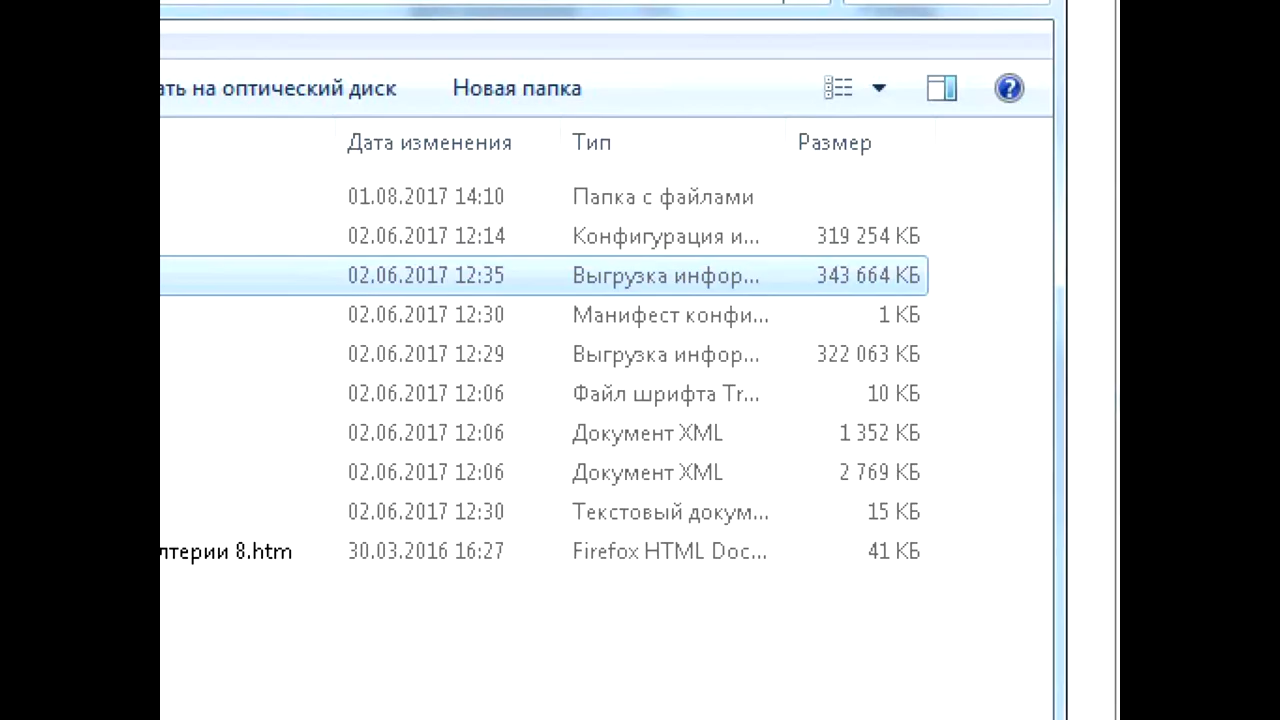 ать на оптический диск Новая папка
Дата изменения Тип Размер
01.08.2017 14:10 Папка с файлами
02.06.2017 12:14 Конфигурация и... 319 254 КБ
02.06.2017 12:35 Выгрузка инфор... 343 664 КБ
02.06.2017 12:30 Манифест конфи... 1 КБ
02.06.2017 12:29 Выгрузка инфор... 322 063 КБ
02.06.2017 12:06 Файл шрифта Tr... 10 КБ
02.06.2017 12:06 Документ XML 1 352 КБ
02.06.2017 12:06 Документ XML 2 769 КБ
02.06.2017 12:30 Текстовый докум... 15 КБ
лтерии 8.htm 30.03.2016 16:27 Firefox HTML Doc... 41 КБ